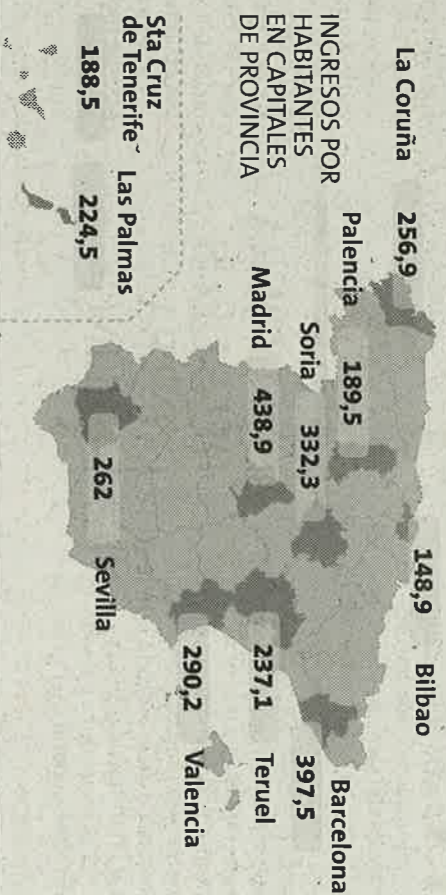 INGRESOS POR
HABITANTES
EN CAPITALES
DE PROVINCIA
La Coruña 256,9
148,9 Bilbao
Palencia 189,5
Soria 332,3
397,5 Barcelona
Madrid 438,9
237,1 Teruel
290,2 Valencia
262 Sevilla
Sta Cruz
de Tenerife
188,5
Las Palmas
224,5